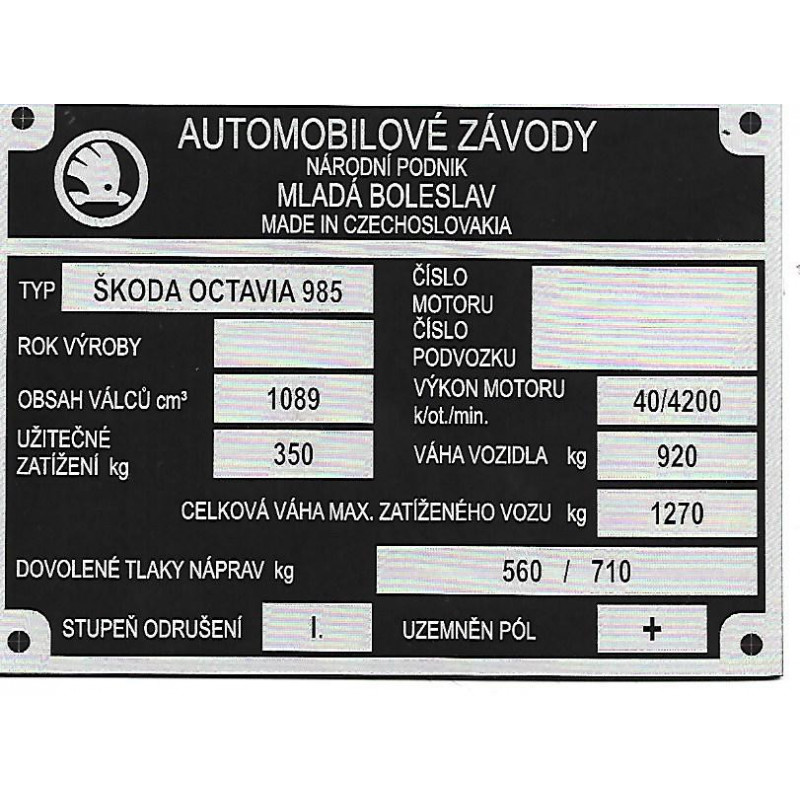 AUTOMOBILOVÉ ZÁVODY
NÁRODNÍ PODNIK
MLADÁ BOLESLAV
MADE IN CZECHOSLOVAKIA
TYP ŠKODA OCTAVIA 985
ČÍSLO
MOTORU
ČÍSLO
PODVOZKU
ROK VÝROBY
OBSAH VÁLCŮ cm³ 1089
VÝKON MOTORU
k/ot./min. 40/4200
UŽITEČNÉ
ZATÍŽENÍ kg 350
VÁHA VOZIDLA kg 920
CELKOVÁ VÁHA MAX. ZATÍŽENÉHO VOZU kg 1270
DOVOLENÉ TLAKY NÁPRAV kg 560 / 710
STUPEŇ ODRUŠENÍ I. UZEMNĚN PÓL +